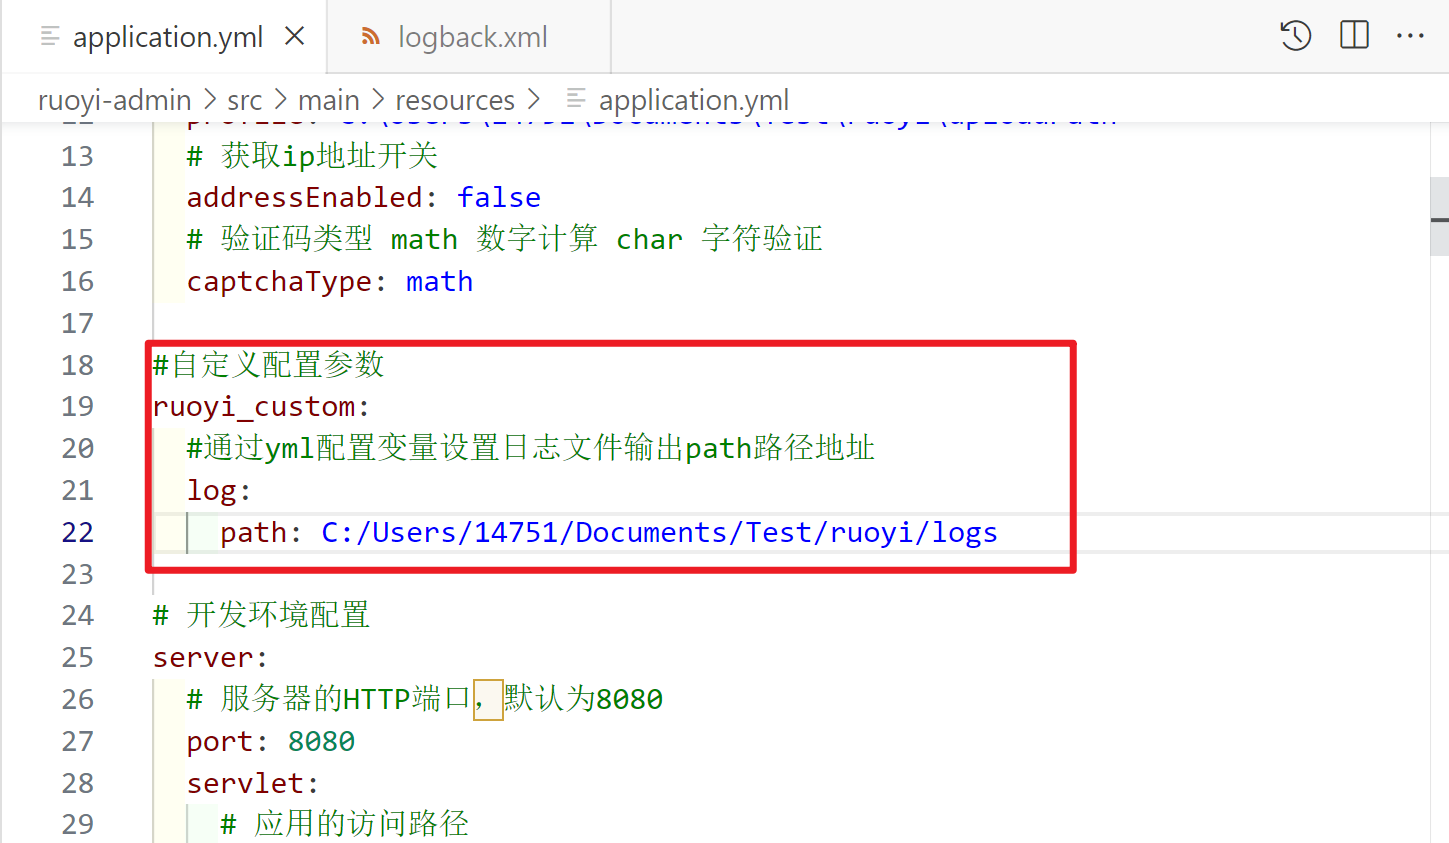 application.yml
logback.xml
ruoyi-admin > src > main > resources > application.yml
13 # 获取ip地址开关
14 addressEnabled: false
15 # 验证码类型 math 数字计算 char 字符验证
16 captchaType: math
17
18 #自定义配置参数
19 ruoyi_custom:
20 #通过yml配置变量设置日志文件输出path路径地址
21 log:
22 path: C:/Users/14751/Documents/Test/ruoyi/logs
23
24 # 开发环境配置
25 server:
26 # 服务器的HTTP端口，默认为8080
27 port: 8080
28 servlet:
29 # 应用的访问路径